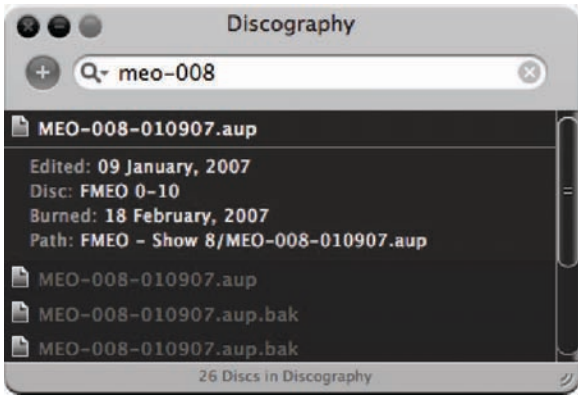 Discography
meo-008
MEO-008-010907.aup
Edited: 09 January, 2007
Disc: FMEO 0-10
Burned: 18 February, 2007
Path: FMEO - Show 8/MEO-008-010907.aup
MEO-008-010907.aup
MEO-008-010907.aup.bak
MEO-008-010907.aup.bak
26 Discs in Discography